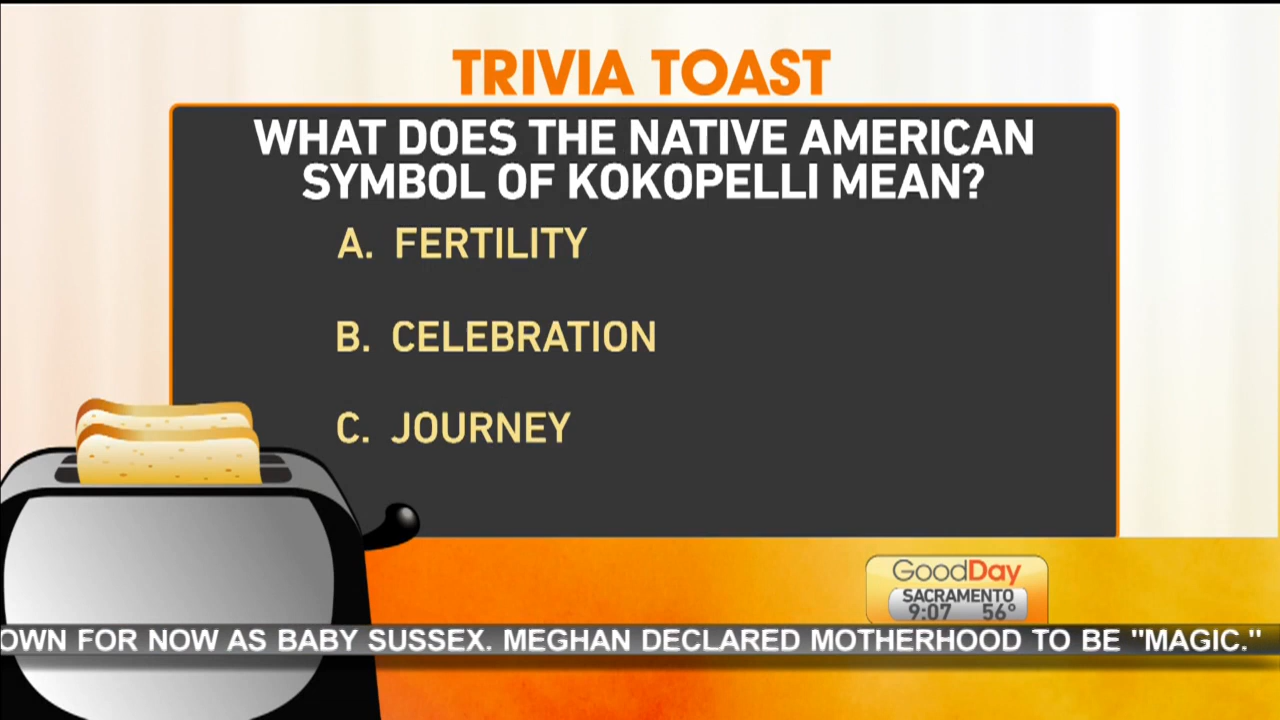 TRIVIA TOAST
WHAT DOES THE NATIVE AMERICAN
SYMBOL OF KOKOPELLI MEAN?
A. FERTILITY
B. CELEBRATION
C. JOURNEY
GoodDay
SACRAMENTO
9:07 56°
OWN FOR NOW AS BABY SUSSEX. MEGHAN DECLARED MOTHERHOOD TO BE "MAGIC."